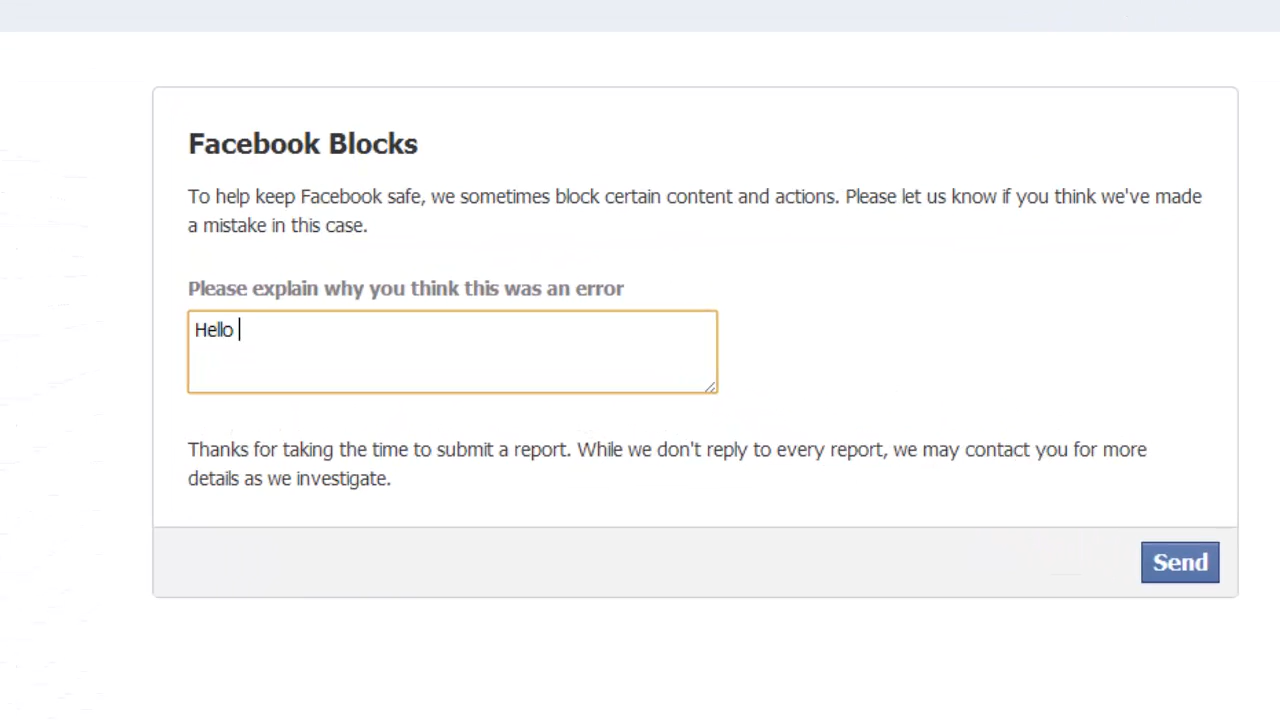 Facebook Blocks
To help keep Facebook safe, we sometimes block certain content and actions. Please let us know if you think we've made
a mistake in this case.
Please explain why you think this was an error
Hello
Thanks for taking the time to submit a report. While we don't reply to every report, we may contact you for more
details as we investigate.
Send